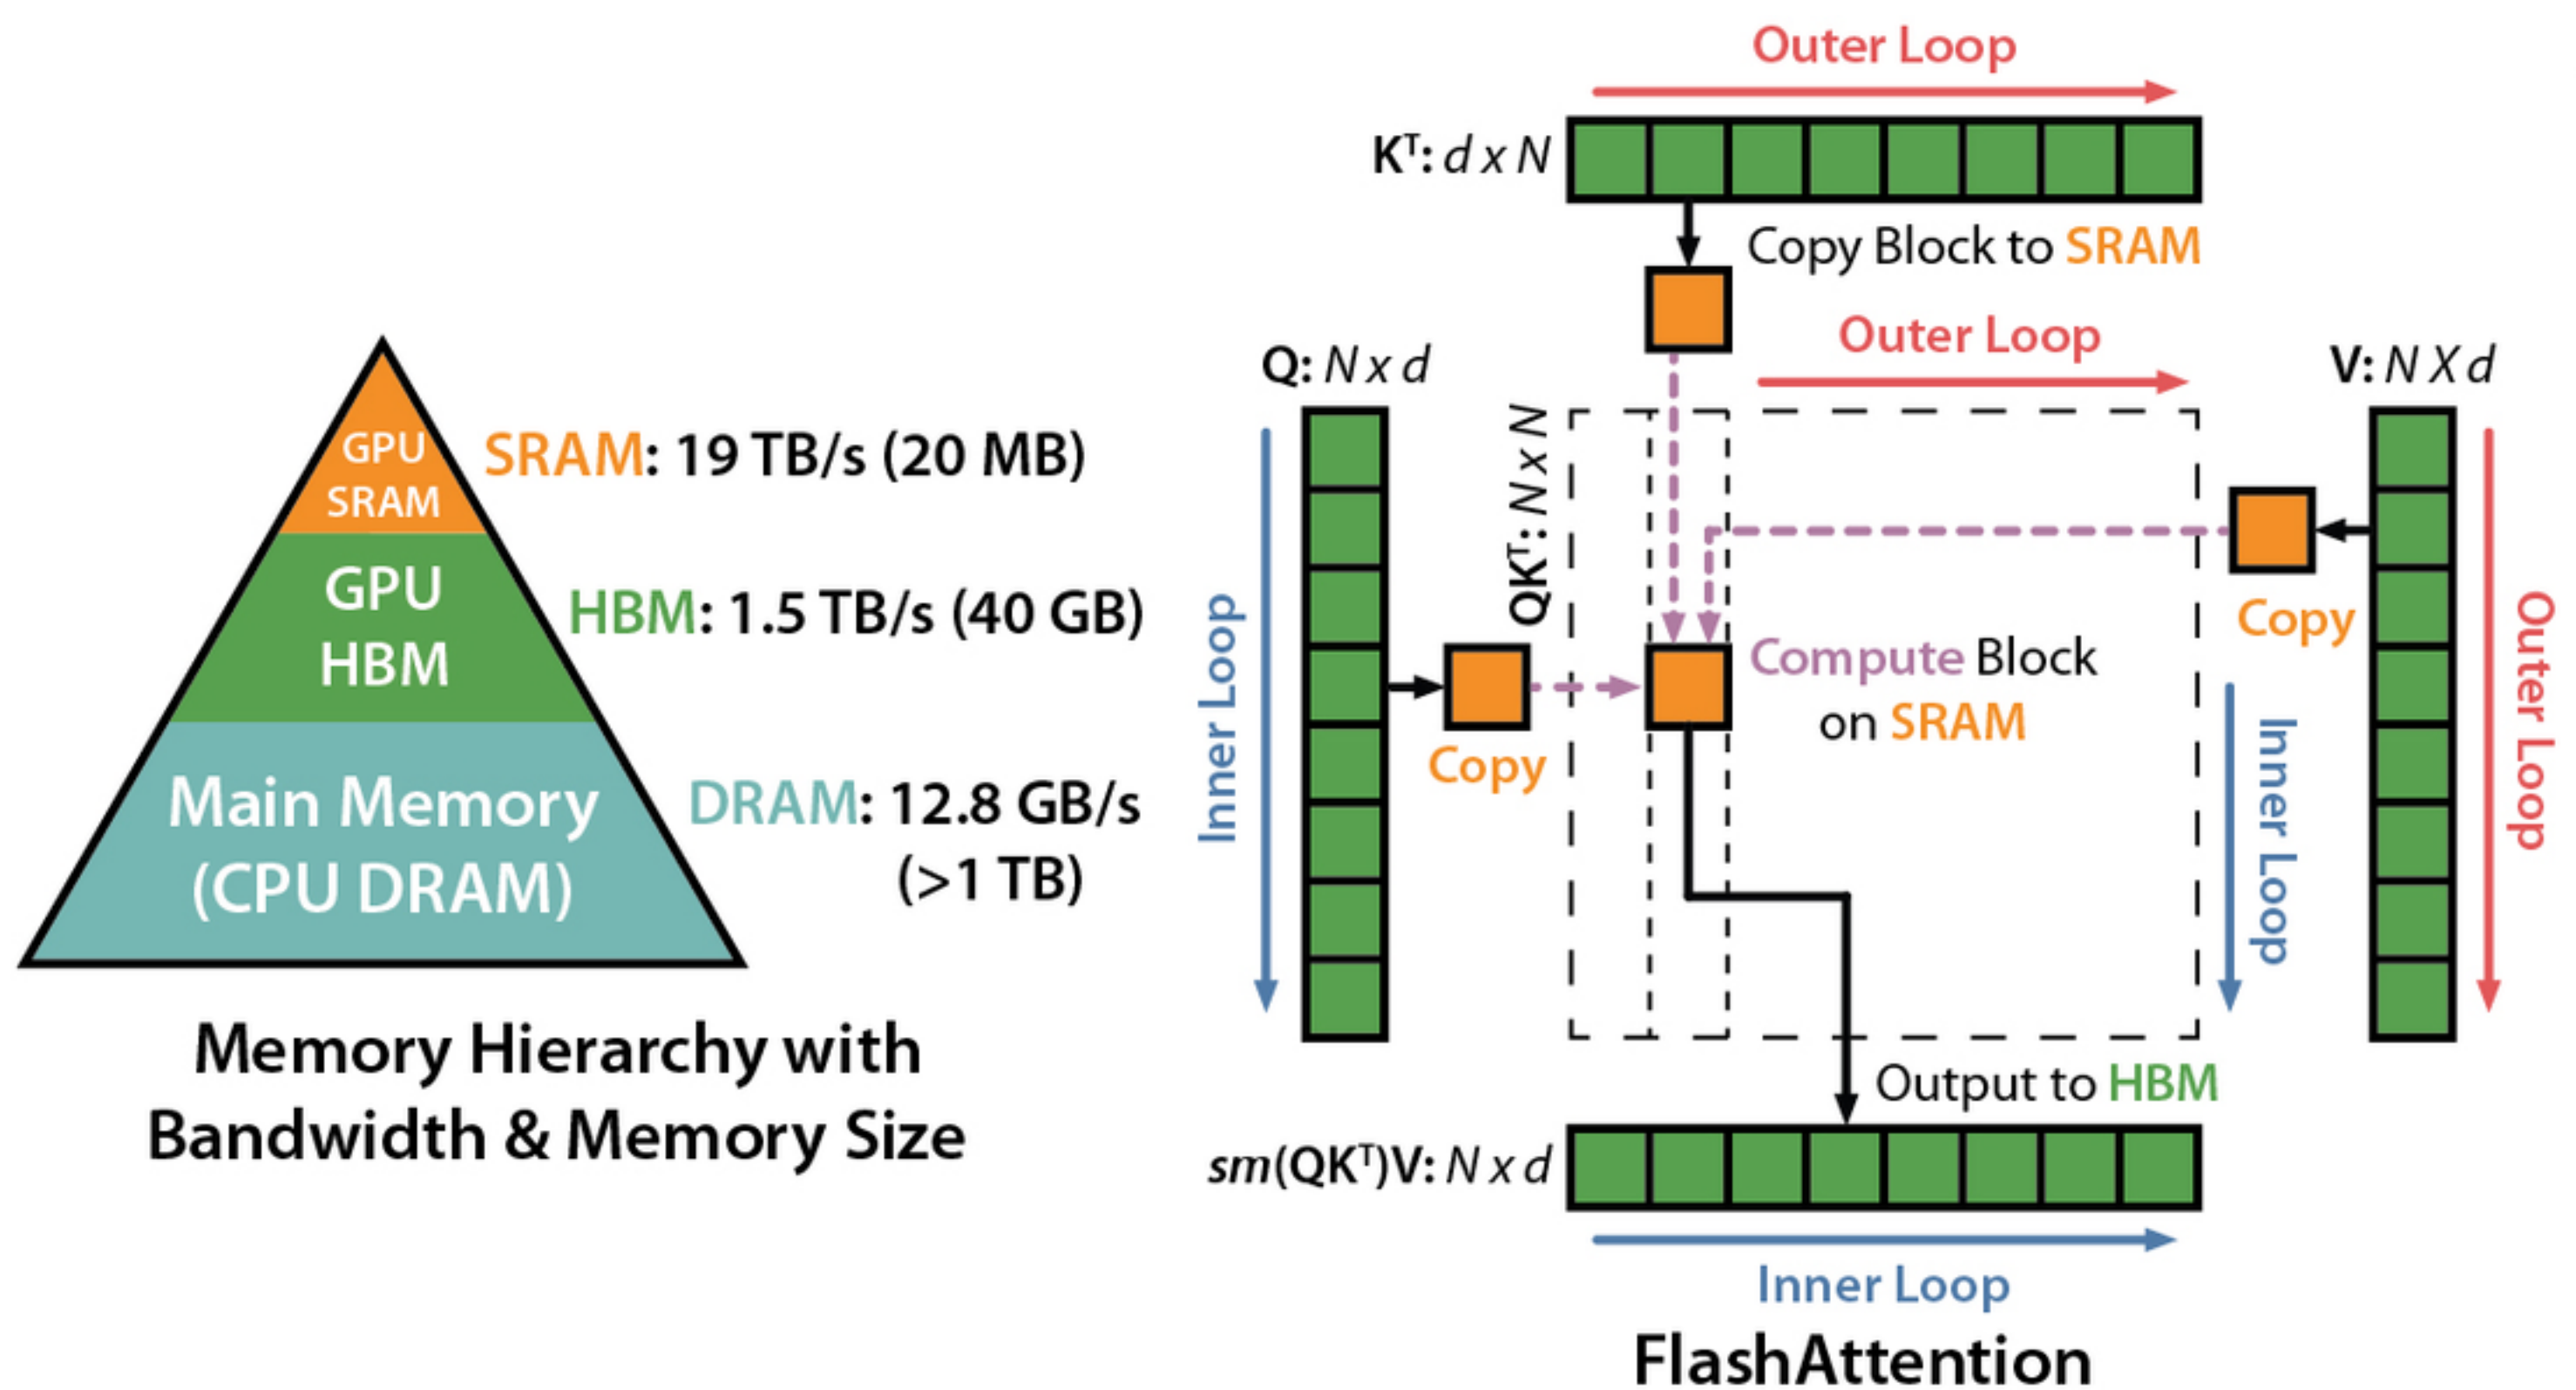 GPU
SRAM
SRAM: 19 TB/s (20 MB)
GPU
HBM
HBM: 1.5 TB/s (40 GB)
Main Memory
(CPU DRAM)
DRAM: 12.8 GB/s
(>1 TB)
Memory Hierarchy with
Bandwidth & Memory Size
Outer Loop
Kᵀ: d x N
Copy Block to SRAM
Outer Loop
Q: N x d
V: N X d
QKᵀ: N x N
Inner Loop
Copy
Compute Block
on SRAM
Copy
Inner Loop
Outer Loop
Output to HBM
sm(QKᵀ)V: N x d
Inner Loop
FlashAttention